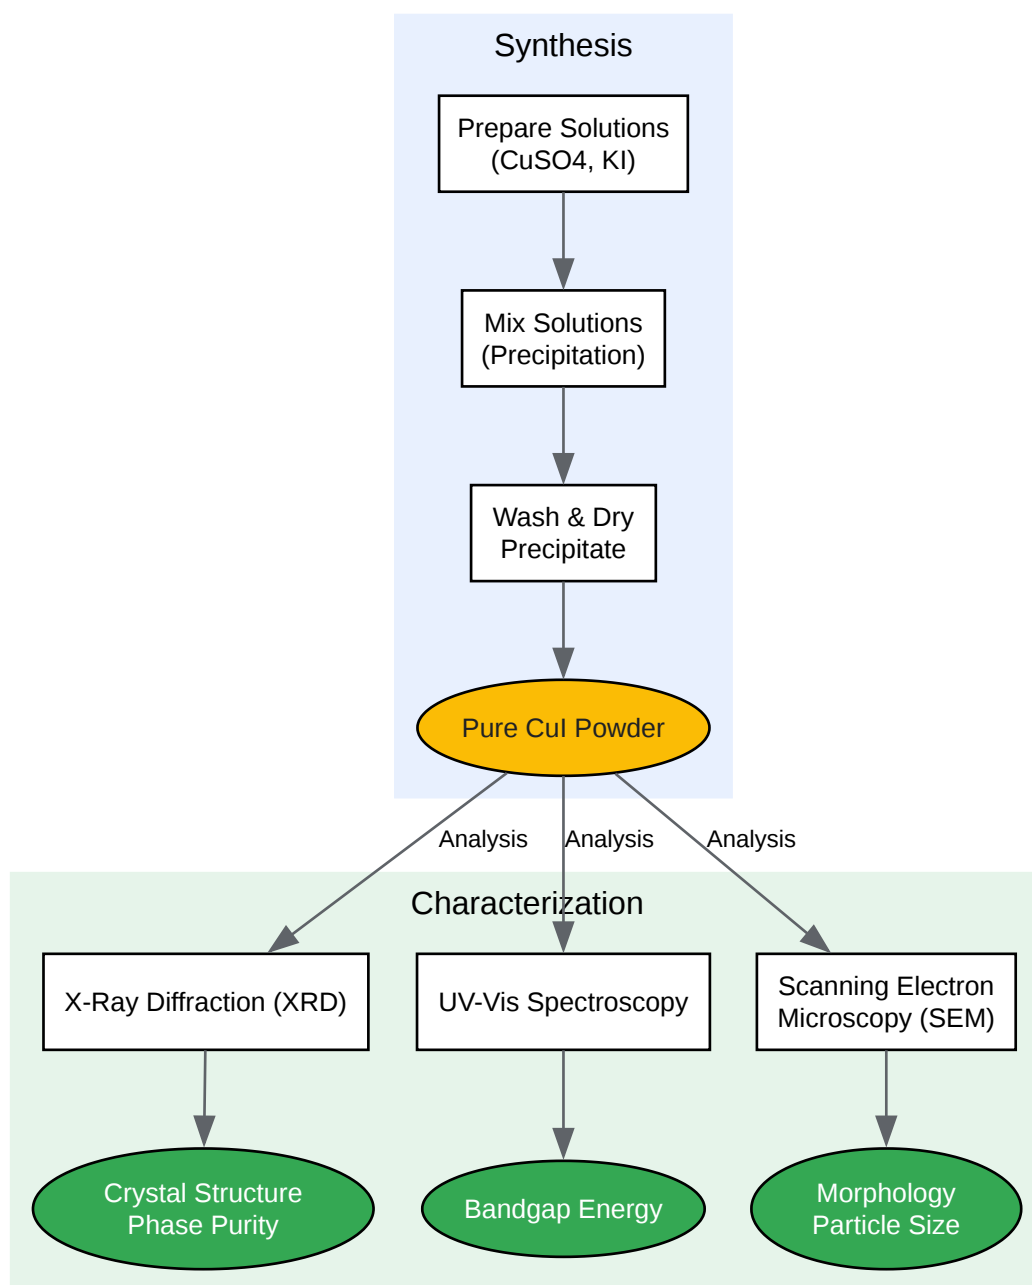 Synthesis
Prepare Solutions
(CuSO4, KI)
Mix Solutions
(Precipitation)
Wash & Dry
Precipitate
Pure CuI Powder
Analysis
Analysis
Analysis
Characterization
X-Ray Diffraction (XRD)
UV-Vis Spectroscopy
Scanning Electron
Microscopy (SEM)
Crystal Structure
Phase Purity
Bandgap Energy
Morphology
Particle Size